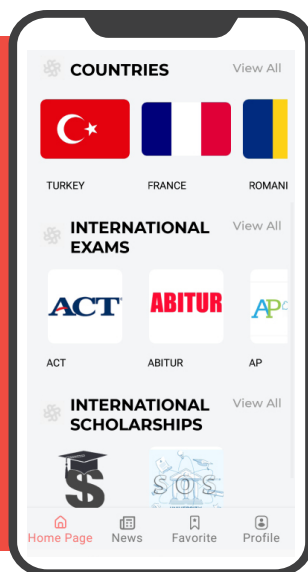 COUNTRIES
View All
TURKEY
FRANCE
ROMANI
INTERNATIONAL
EXAMS
View All
ACT
ABITUR
AP
ACT
ABITUR
AP
INTERNATIONAL
SCHOLARSHIPS
View All
S
SOS
Home Page
News
Favorite
Profile